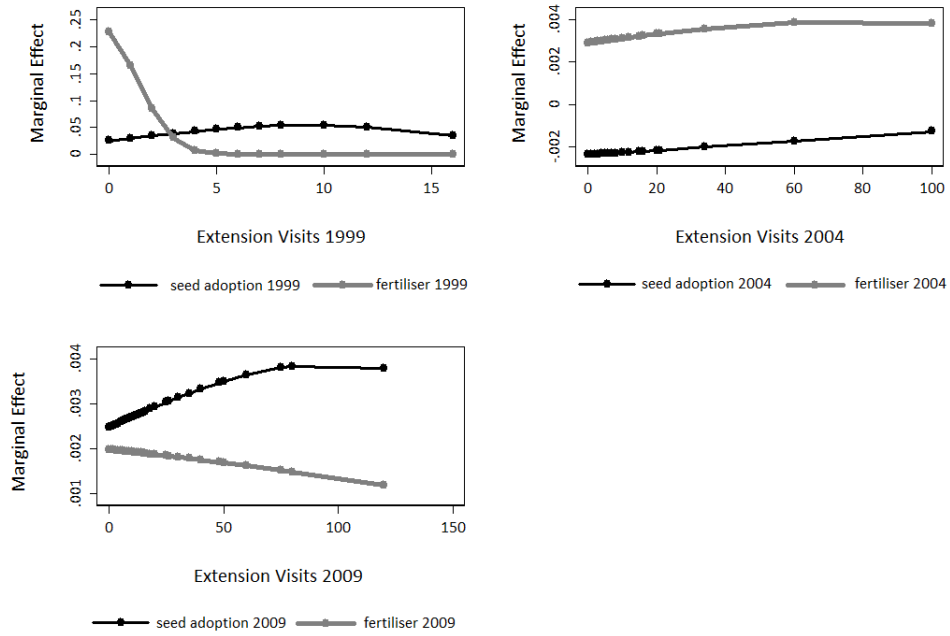 Marginal Effect
.25
.2
.15
.1
.05
0
0 5 10 15
Extension Visits 1999
seed adoption 1999 fertiliser 1999
Marginal Effect
.004
.002
0
-.002
0 20 40 60 80 100
Extension Visits 2004
seed adoption 2004 fertiliser 2004
Marginal Effect
.004
.003
.002
.001
0 50 100 150
Extension Visits 2009
seed adoption 2009 fertiliser 2009